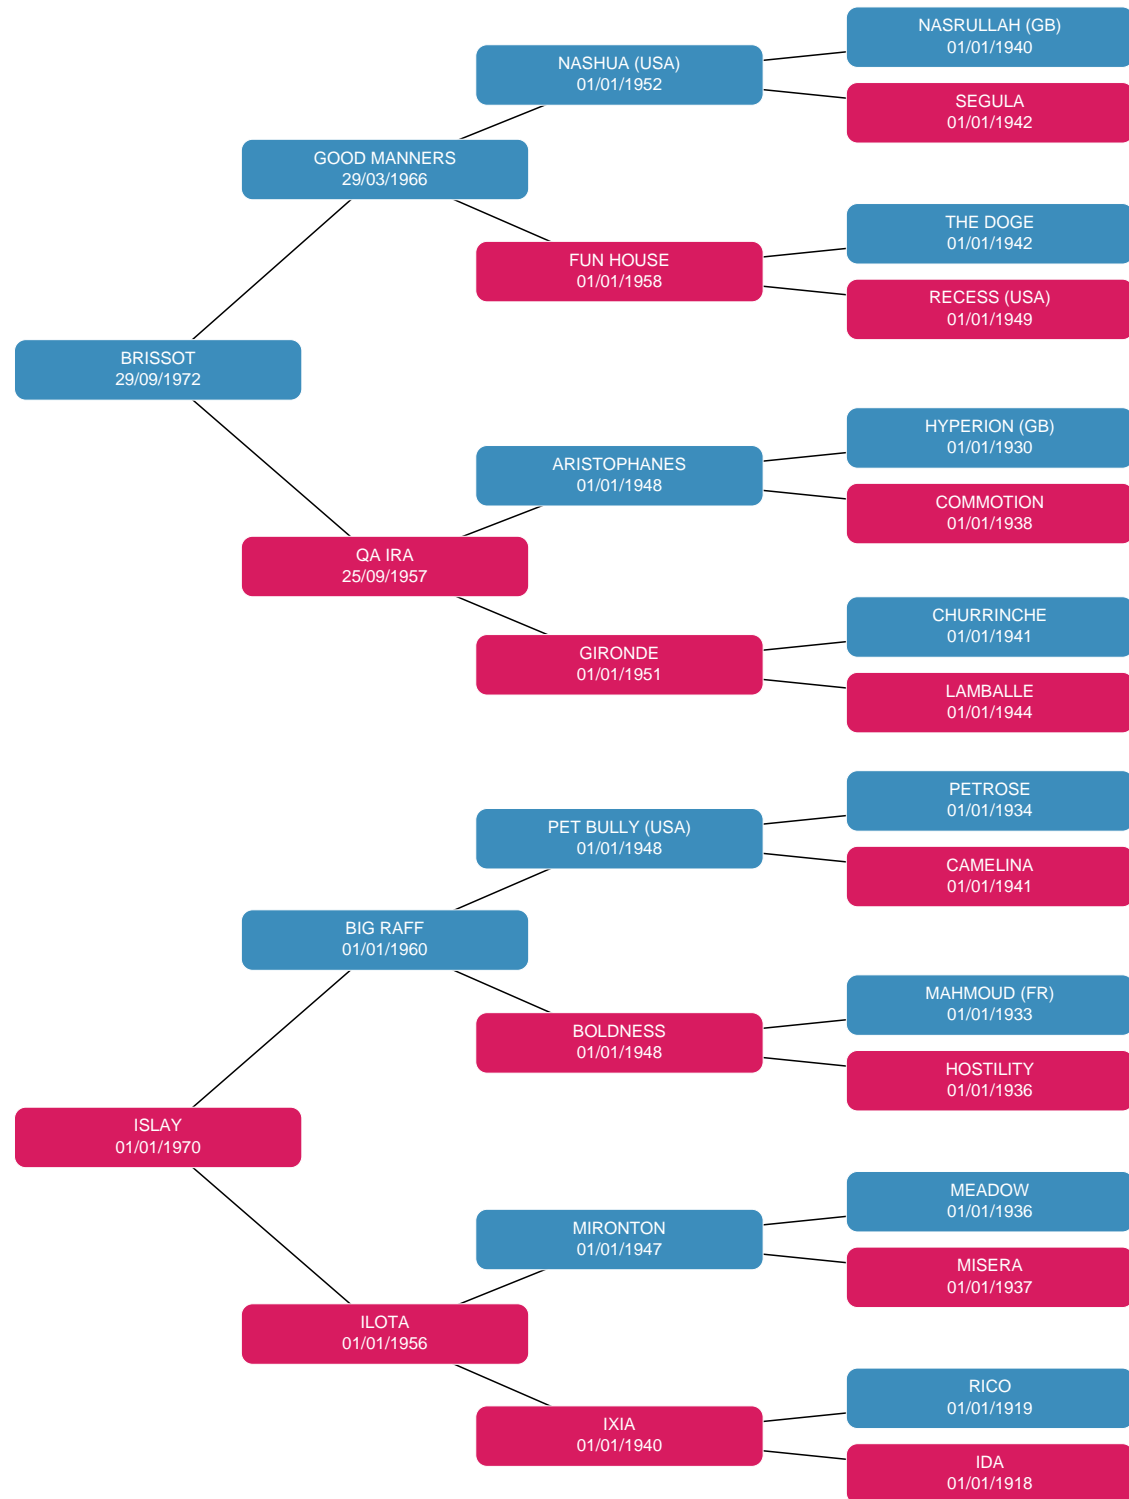 NASRULLAH (GB)
01/01/1940
NASHUA (USA)
01/01/1952
SEGULA
01/01/1942
GOOD MANNERS
29/03/1966
THE DOGE
01/01/1942
FUN HOUSE
01/01/1958
RECESS (USA)
01/01/1949
BRISSOT
29/09/1972
HYPERION (GB)
01/01/1930
ARISTOPHANES
01/01/1948
COMMOTION
01/01/1938
QA IRA
25/09/1957
CHURRINCHE
01/01/1941
GIRONDE
01/01/1951
LAMBALLE
01/01/1944
PETROSE
01/01/1934
PET BULLY (USA)
01/01/1948
CAMELINA
01/01/1941
BIG RAFF
01/01/1960
MAHMOUD (FR)
01/01/1933
BOLDNESS
01/01/1948
HOSTILITY
01/01/1936
ISLAY
01/01/1970
MEADOW
01/01/1936
MIRONTON
01/01/1947
MISERA
01/01/1937
ILOTA
01/01/1956
RICO
01/01/1919
IXIA
01/01/1940
IDA
01/01/1918